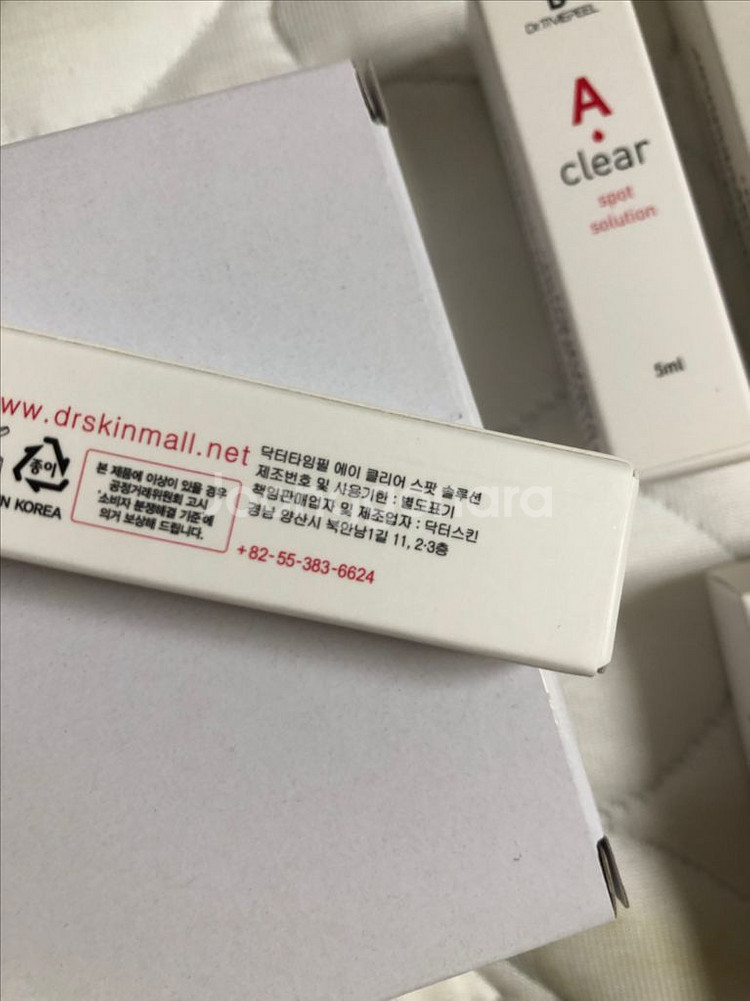 Dr.TIMEPEEL
A
clear
spot
solution
5ml
ww.drskinmall.net
종이
N KOREA
본 제품에 이상이 있을 경우
공정거래위원회 고시
'소비자 분쟁해결 기준'에
의거 보상해 드립니다.
닥터타임필 에이 클리어 스팟 솔루션
제조번호 및 사용기한 : 별도표기
책임판매업자 및 제조업자 : 닥터스킨
경남 양산시 북안남1길 11, 2·3층
+82-55-383-6624